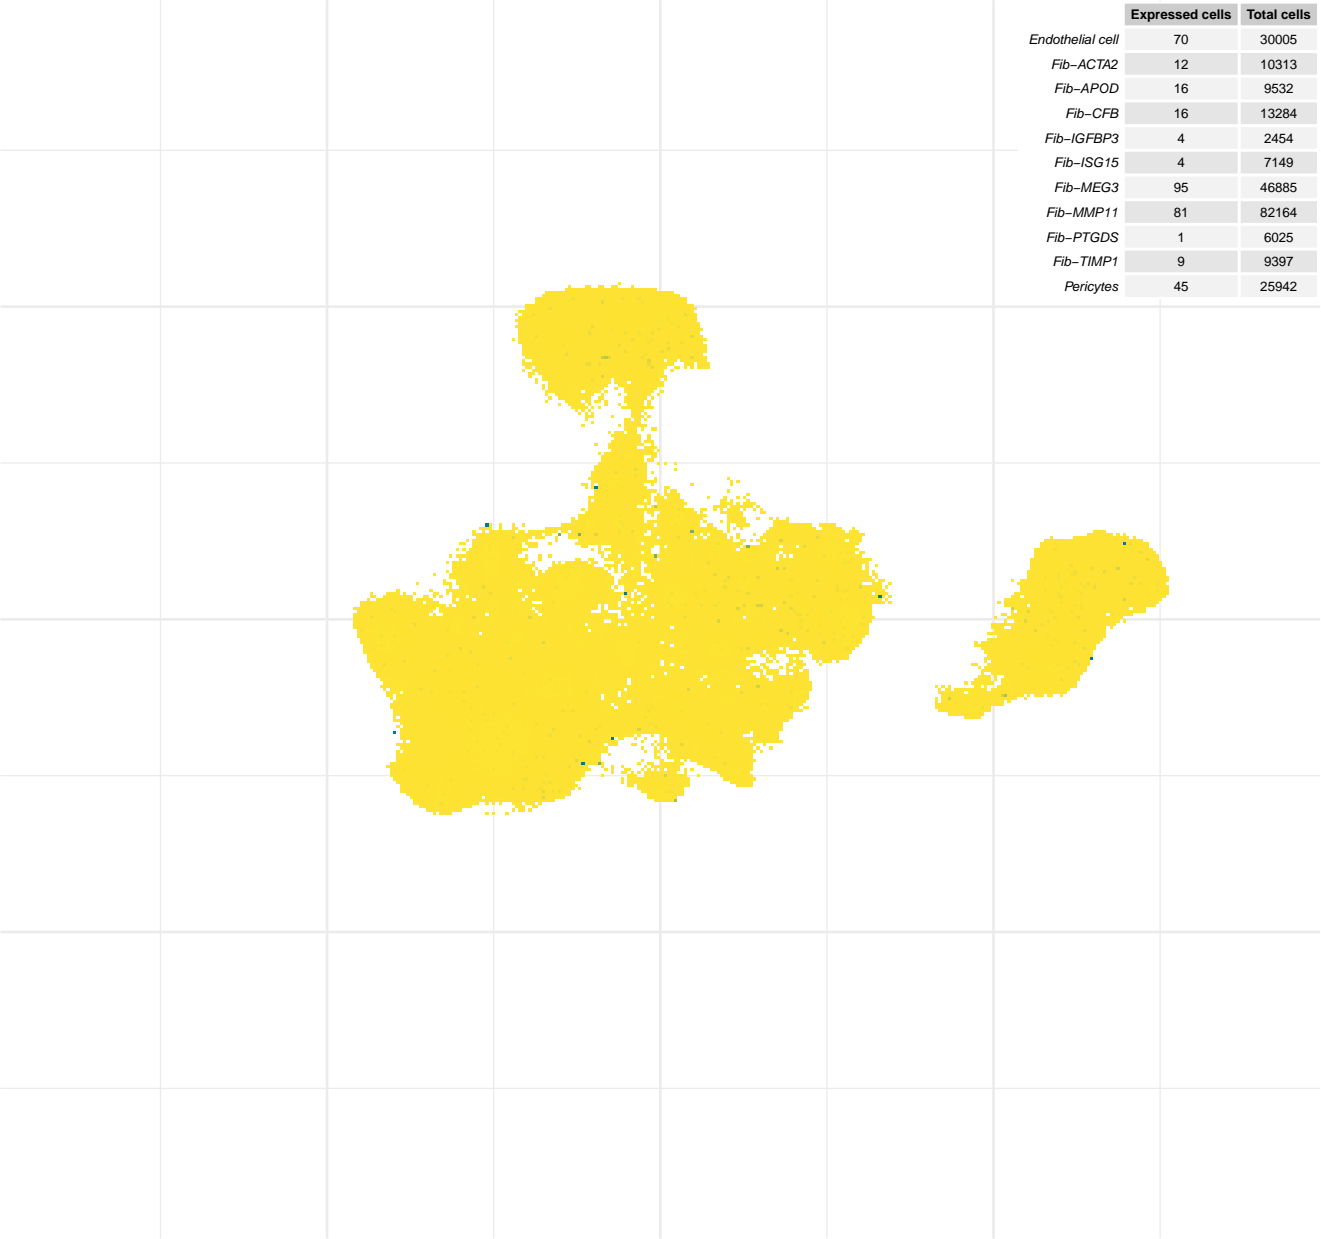 Expressed cells Total cells
Endothelial cell 70 30005
Fib−ACTA2 12 10313
Fib−APOD 16 9532
Fib−CFB 16 13284
Fib−IGFBP3 4 2454
Fib−ISG15 4 7149
Fib−MEG3 95 46885
Fib−MMP11 81 82164
Fib−PTGDS 1 6025
Fib−TIMP1 9 9397
Pericytes 45 25942